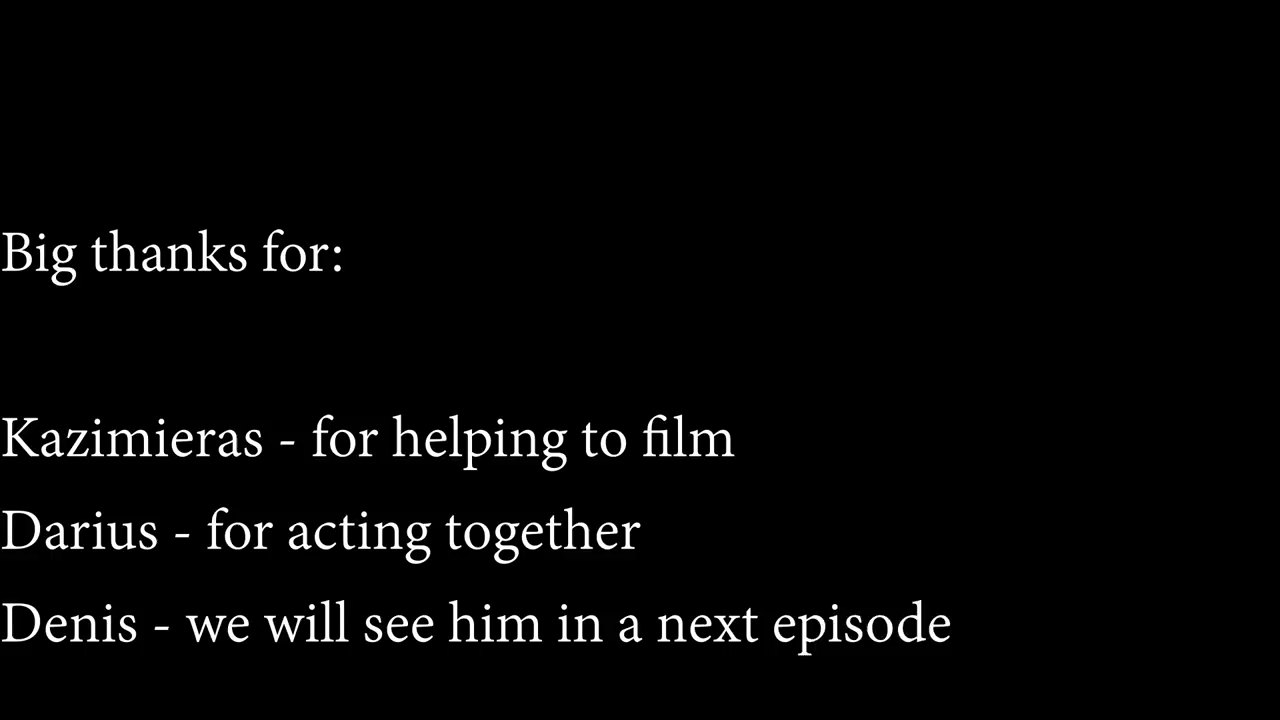 Big thanks for:
Kazimieras - for helping to film
Darius - for acting together
Denis - we will see him in a next episode